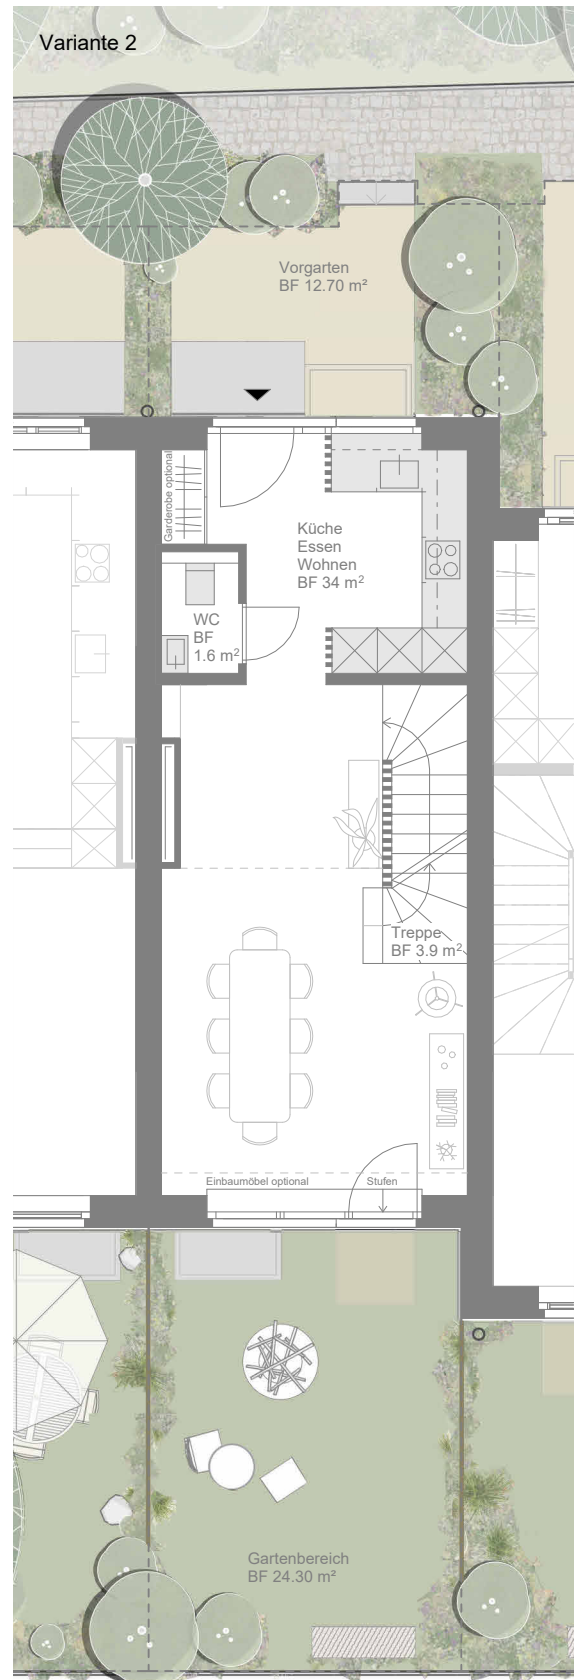 Variante 2
Vorgarten
BF 12.70 m²
Garderobe optional
Küche
Essen
Wohnen
BF 34 m²
WC
BF
1.6 m²
Treppe
BF 3.9 m²
Einbaumöbel optional
Stufen
Gartenbereich
BF 24.30 m²